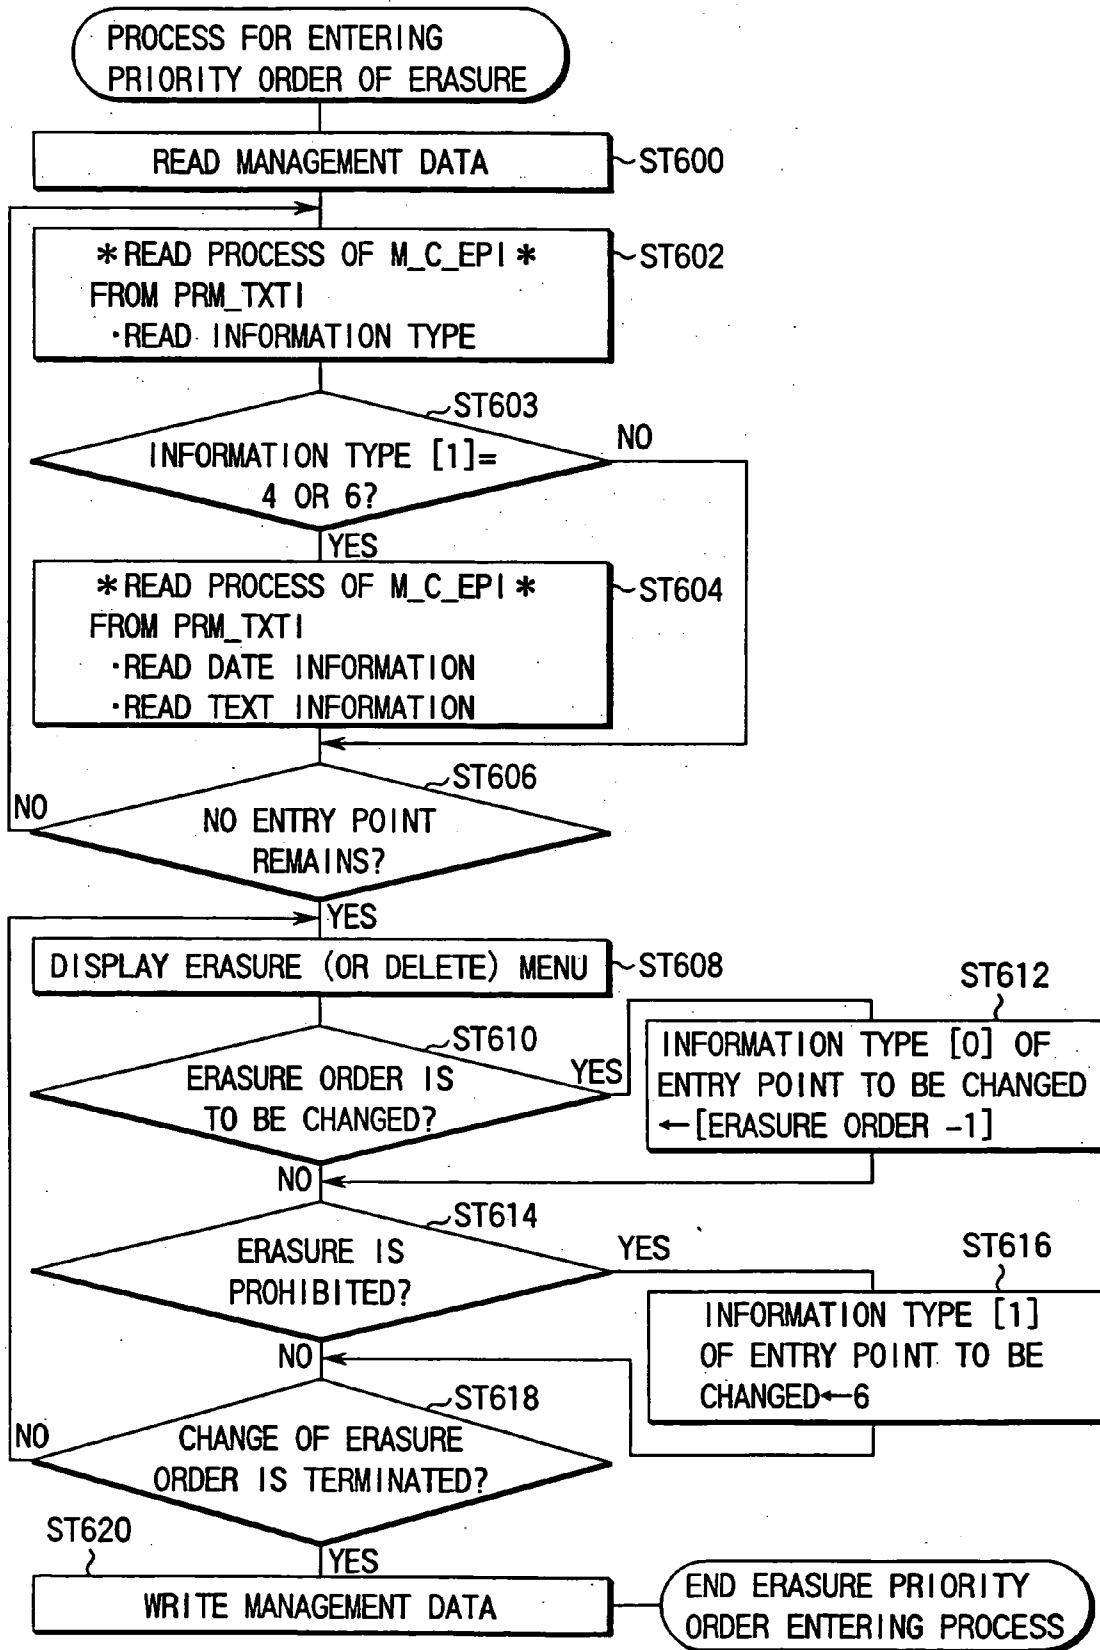 PROCESS FOR ENTERING
PRIORITY ORDER OF ERASURE
READ MANAGEMENT DATA
ST600
*READ PROCESS OF M_C_EPI*
FROM PRM_TXTI
·READ INFORMATION TYPE
ST602
ST603
INFORMATION TYPE [1]=
4 OR 6?
NO
YES
*READ PROCESS OF M_C_EPI*
FROM PRM_TXTI
·READ DATE INFORMATION
·READ TEXT INFORMATION
ST604
ST606
NO
NO ENTRY POINT
REMAINS?
YES
DISPLAY ERASURE (OR DELETE) MENU
ST608
ST610
ERASURE ORDER IS
TO BE CHANGED?
YES
ST612
INFORMATION TYPE [0] OF
ENTRY POINT TO BE CHANGED
←[ERASURE ORDER -1]
NO
ST614
ERASURE IS
PROHIBITED?
YES
ST616
INFORMATION TYPE [1]
OF ENTRY POINT TO BE
CHANGED←6
NO
ST618
NO
CHANGE OF ERASURE
ORDER IS TERMINATED?
ST620
YES
WRITE MANAGEMENT DATA
END ERASURE PRIORITY
ORDER ENTERING PROCESS